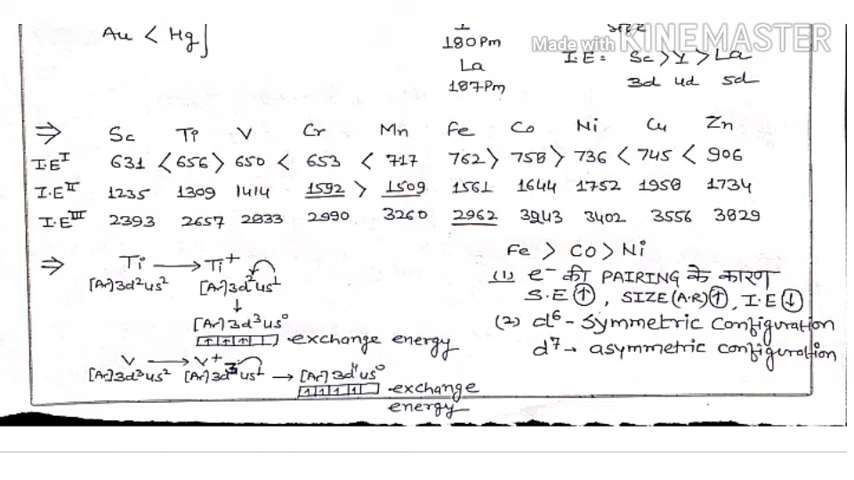 Au < Hg]
180 Pm
La
187 Pm
Made with KINEMASTER
I.E = Sc > Y > La
3d 4d 5d
⇒ Sc Ti V Cr Mn Fe Co Ni Cu Zn
I.E^I 631 < 656 > 650 < 653 < 717 762 > 758 > 736 < 745 < 906
I.E^II 1235 1309 1414 1592 > 1509 1561 1644 1752 1958 1734
I.E^III 2393 2657 2833 2990 3260 2962 3243 3402 3556 3829
⇒ Ti → Ti⁺
[Ar]3d²4s² [Ar]3d²4s¹
↓
[Ar]3d³4s⁰
exchange energy
V → V⁺
[Ar]3d³4s² [Ar]3d³4s¹ → [Ar]3d⁴4s⁰
exchange
energy
Fe > CO > Ni
(1) e⁻ की PAIRING के कारण
S.E ↑, SIZE (A.R) ↑, I.E ↓
(2) d⁶ - Symmetric Configuration
d⁷ → asymmetric configuration